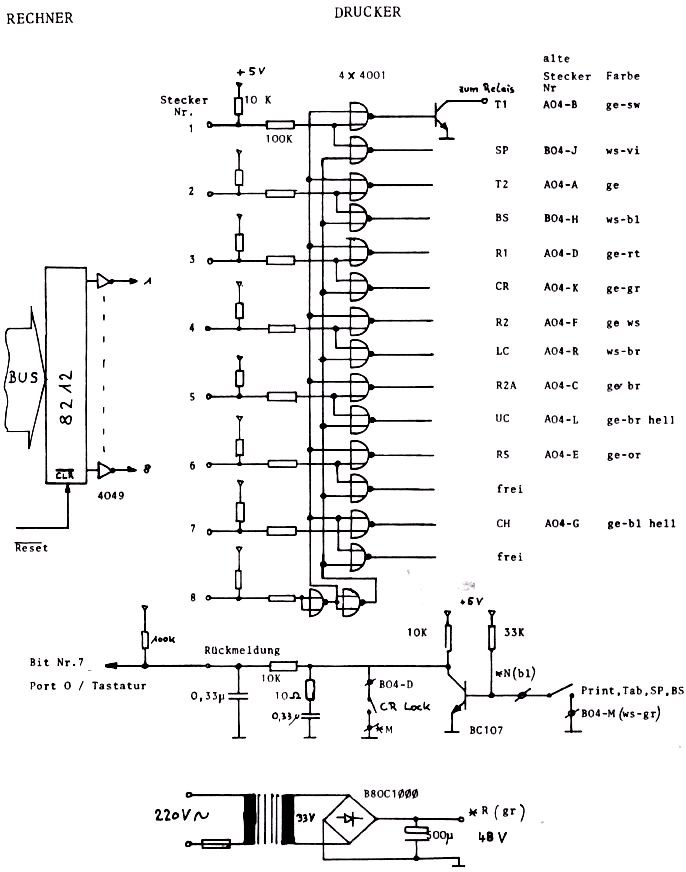 RECHNER
DRUCKER
alte
+5V
4 x 4001
zum Relais
Stecker Nr
Farbe
Stecker Nr.
10 K
1
100K
T1 A04-B ge-sw
SP B04-J ws-vi
2
T2 A04-A ge
BS B04-H ws-bl
3
R1 A04-D ge-rt
CR A04-K ge-gr
1
4
R2 A04-F ge ws
LC A04-R ws-br
BUS
8212
5
R2A A04-C ge br
UC A04-L ge-br hell
6
RS A04-E ge-or
8
CLR
4049
frei
7
CH A04-G ge-bl hell
Reset
frei
8
+5V
100k
10K
33K
Bit Nr.7
Rückmeldung
Port 0 / Tastatur
10K
*N(bl)
0,33µ
10Ω
0,33µ
B04-D
CR Lock
*M
BC107
Print,Tab,SP,BS
B04-M(ws-gr)
B80C1000
220V~
33V
*R (gr)
500µ
48V